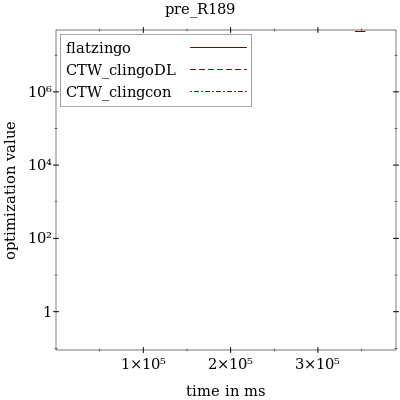 pre_R189
flatzingo
CTW_clingoDL
CTW_clingcon
optimization value
10⁶
10⁴
10²
1
1×10⁵
2×10⁵
3×10⁵
time in ms